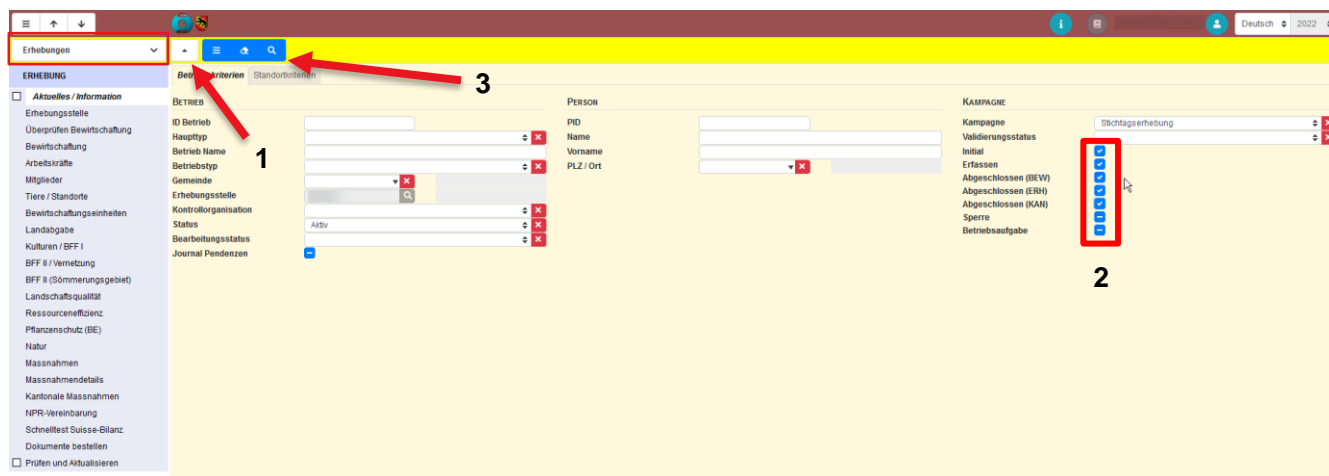 Deutsch 2022
Erhebungen
ERHEBUNG
Aktuelles / Information
Erhebungsstelle
Überprüfen Bewirtschaftung
Bewirtschaftung
Arbeitskräfte
Mitglieder
Tiere / Standorte
Bewirtschaftungseinheiten
Landabgabe
Kulturen / BFF I
BFF II / Vernetzung
BFF II (Sömmerungsgebiet)
Landschaftsqualität
Ressourceneffizienz
Pflanzenschutz (BE)
Natur
Massnahmen
Massnahmendetails
Kantonale Massnahmen
NPR-Vereinbarung
Schnelltest Suisse-Bilanz
Dokumente bestellen
Prüfen und Aktualisieren
Standortkriterien
BETRIEB
ID Betrieb
Haupttyp
Betrieb Name
Betriebstyp
Gemeinde
Erhebungsstelle
Kontrollorganisation
Status Aktiv
Bearbeitungsstatus
Journal Pendenzen
1
3
PERSON
PID
Name
Vorname
PLZ / Ort
KAMPAGNE
Kampagne Stichtagserhebung
Validierungsstatus
Initial
Erfassen
Abgeschlossen (BEW)
Abgeschlossen (ERH)
Abgeschlossen (KAN)
Sperre
Betriebsaufgabe
2